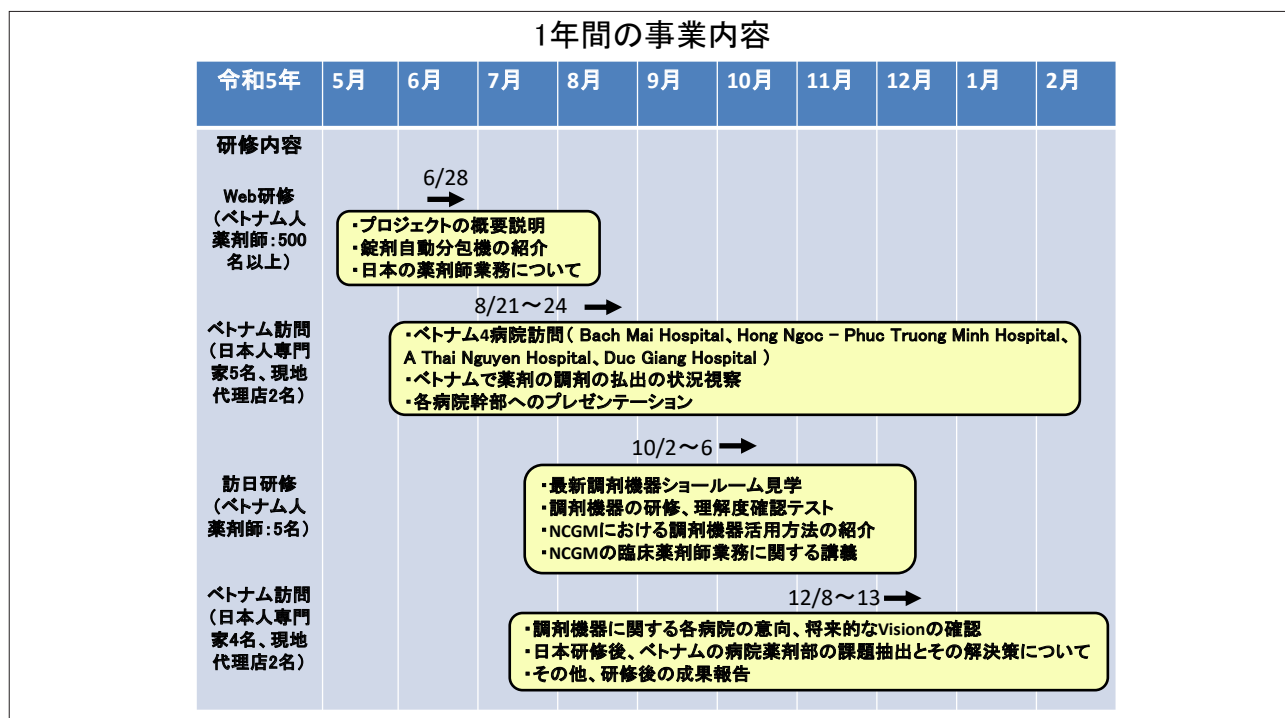 1年間の事業内容
令和5年 5月 6月 7月 8月 9月 10月 11月 12月 1月 2月
研修内容
Web研修
(ベトナム人
薬剤師:500
名以上)
6/28
・プロジェクトの概要説明
・錠剤自動分包機の紹介
・日本の薬剤師業務について
ベトナム訪問
(日本人専門
家5名、現地
代理店2名)
8/21～24
・ベトナム4病院訪問( Bach Mai Hospital、Hong Ngoc – Phuc Truong Minh Hospital、
A Thai Nguyen Hospital、Duc Giang Hospital )
・ベトナムで薬剤の調剤の払出の状況視察
・各病院幹部へのプレゼンテーション
訪日研修
(ベトナム人
薬剤師:5名)
10/2～6
・最新調剤機器ショールーム見学
・調剤機器の研修、理解度確認テスト
・NCGMにおける調剤機器活用方法の紹介
・NCGMの臨床薬剤師業務に関する講義
ベトナム訪問
(日本人専門
家4名、現地
代理店2名)
12/8～13
・調剤機器に関する各病院の意向、将来的なVisionの確認
・日本研修後、ベトナムの病院薬剤部の課題抽出とその解決策について
・その他、研修後の成果報告